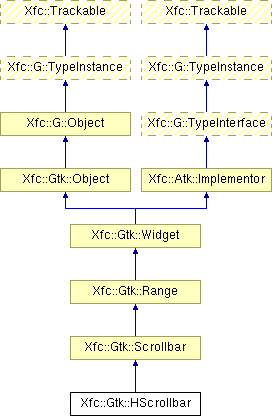 Xfc::Trackable Xfc::Trackable
Xfc::G::TypeInstance Xfc::G::TypeInstance
Xfc::G::Object Xfc::G::TypeInterface
Xfc::Gtk::Object Xfc::Atk::Implementor
Xfc::Gtk::Widget
Xfc::Gtk::Range
Xfc::Gtk::Scrollbar
Xfc::Gtk::HScrollbar